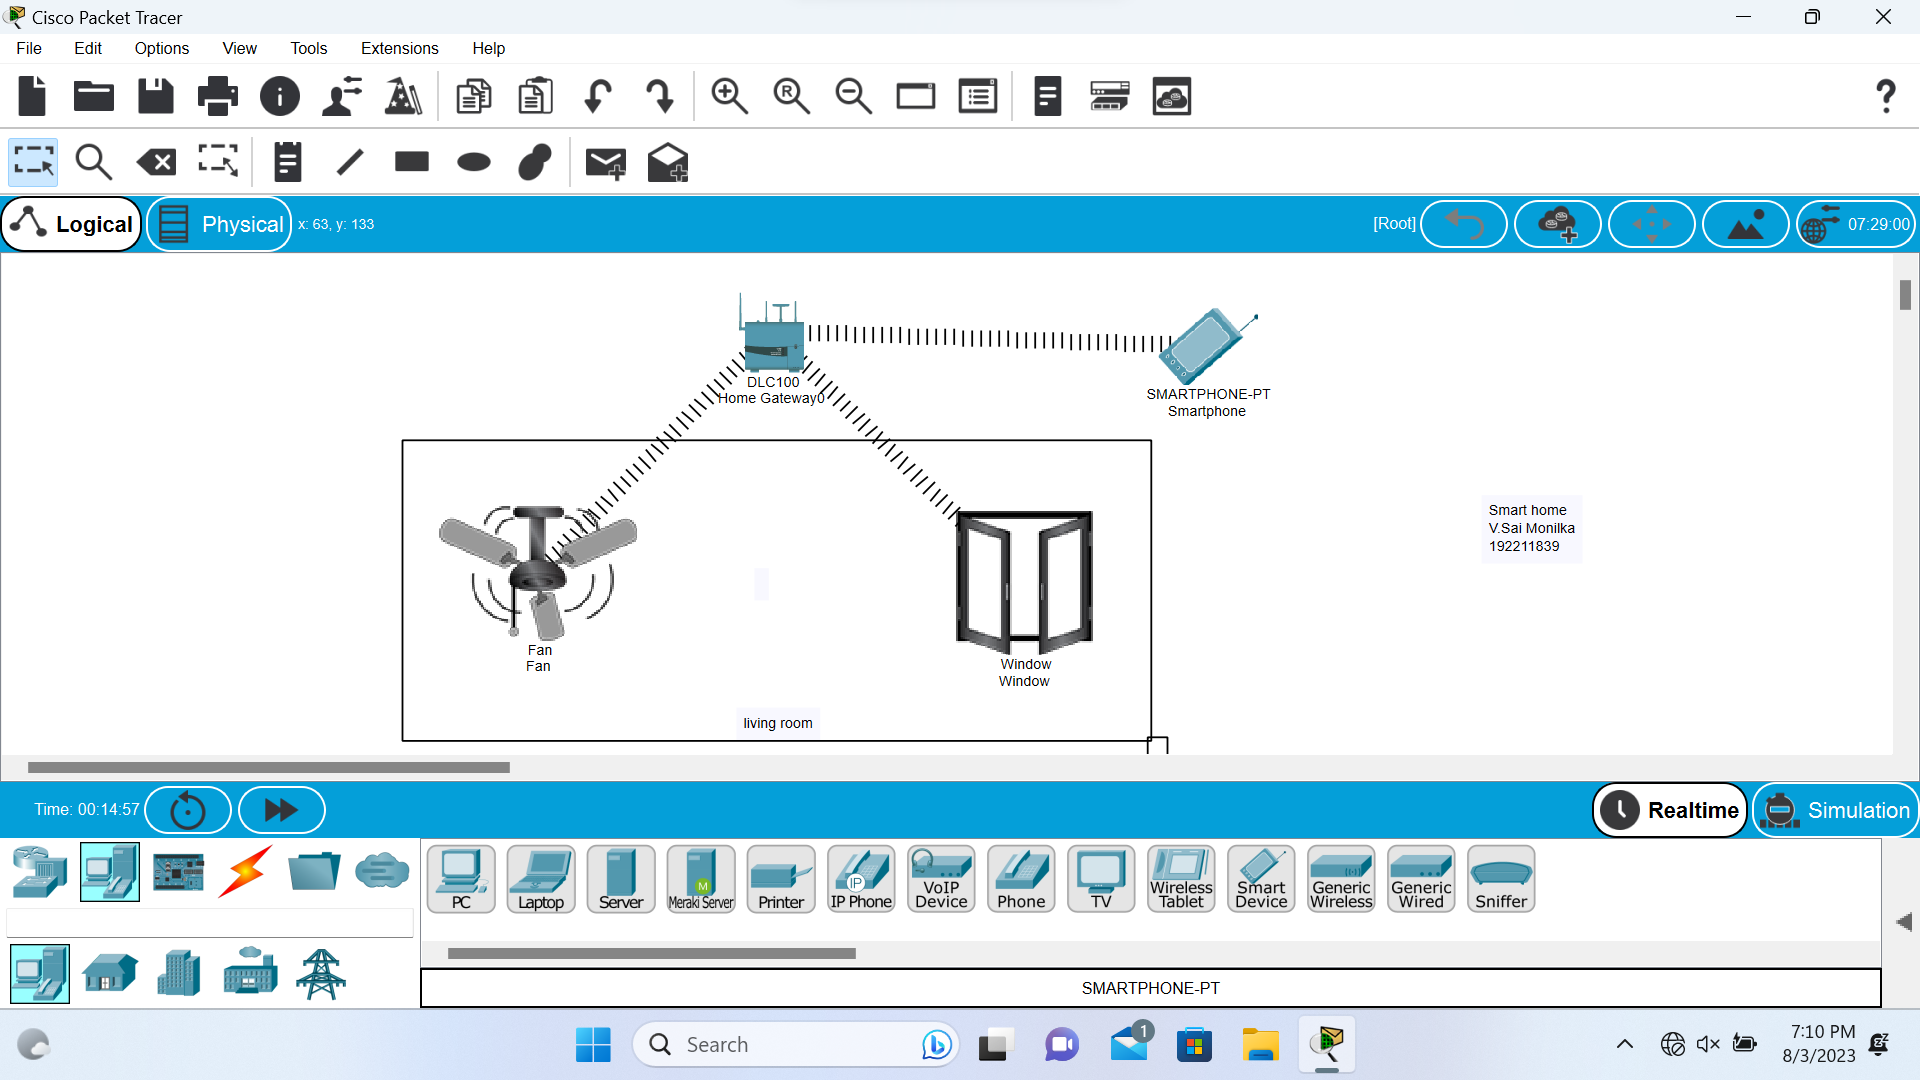 Cisco Packet Tracer
File Edit Options View Tools Extensions Help
R
?
Logical Physical x: 63, y: 133 [Root] 07:29:00
DLC100
Home Gateway0
SMARTPHONE-PT
Smartphone
Smart home
V.Sai Monilka
192211839
Fan
Fan
Window
Window
living room
Time: 00:14:57 Realtime Simulation
PC
Laptop
Server
M
Meraki Server
Printer
IP
IP Phone
VoIP
Device
Phone
TV
Wireless
Tablet
Smart
Device
Generic
Wireless
Generic
Wired
Sniffer
SMARTPHONE-PT
Search
1
7:10 PM
8/3/2023